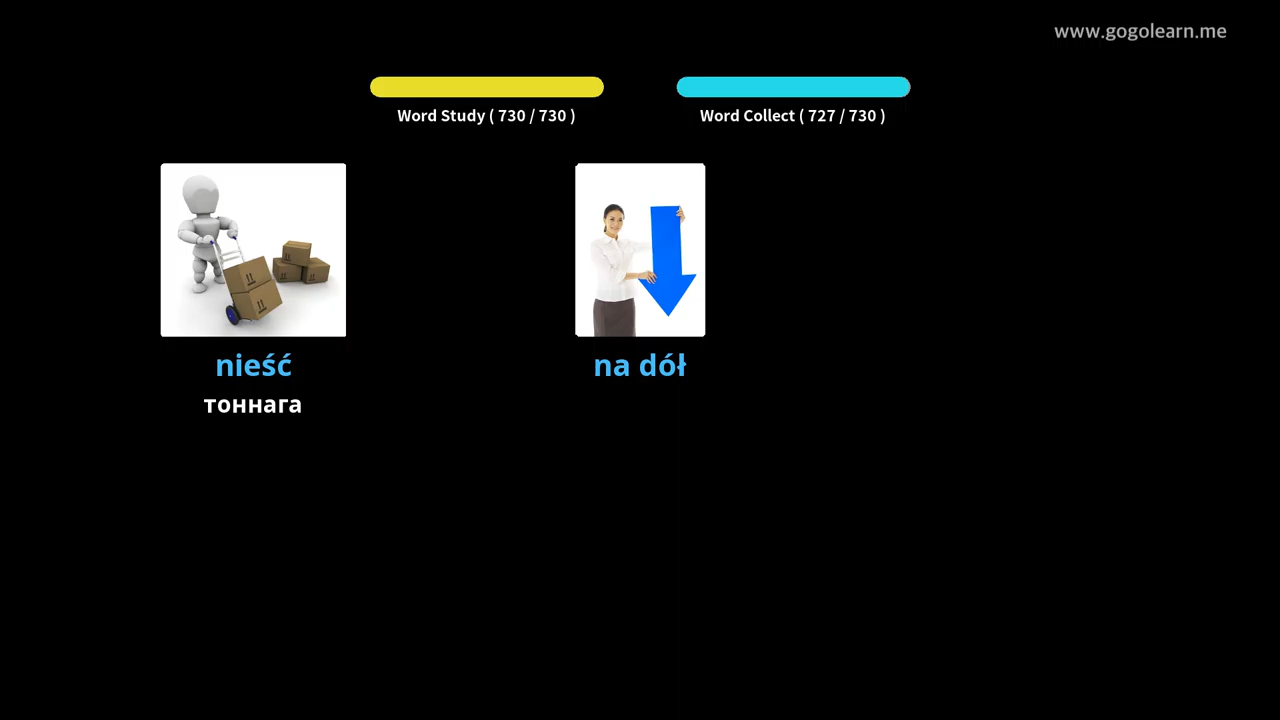 www.gogolearn.me
Word Study ( 730 / 730 )
Word Collect ( 727 / 730 )
nieść
тоннага
na dół